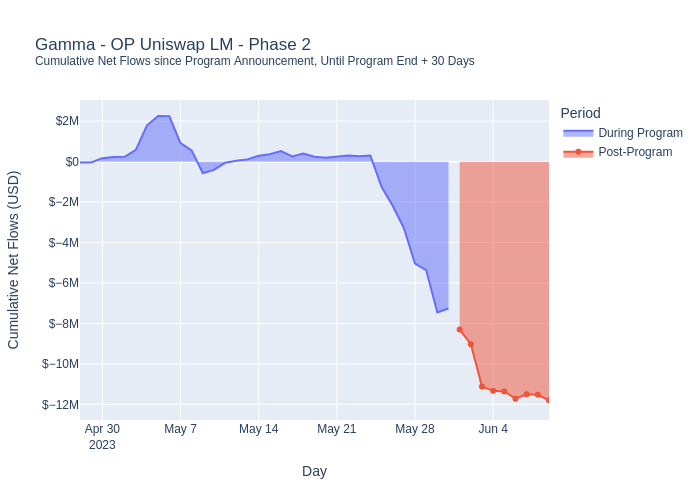 Gamma - OP Uniswap LM - Phase 2
Cumulative Net Flows since Program Announcement, Until Program End + 30 Days
Period
During Program
Post-Program
Cumulative Net Flows (USD)
$2M
$0
$−2M
$−4M
$−6M
$−8M
$−10M
$−12M
Apr 30
2023
May 7
May 14
May 21
May 28
Jun 4
Day